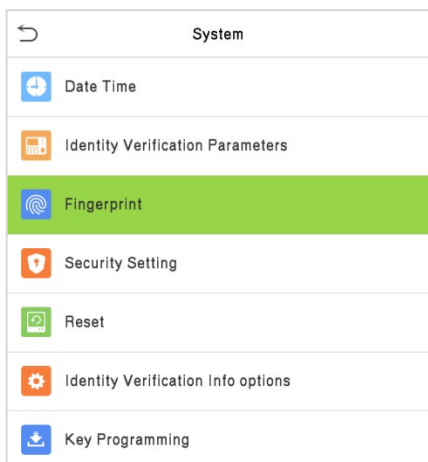 System
Date Time
Identity Verification Parameters
Fingerprint
Security Setting
Reset
Identity Verification Info options
Key Programming